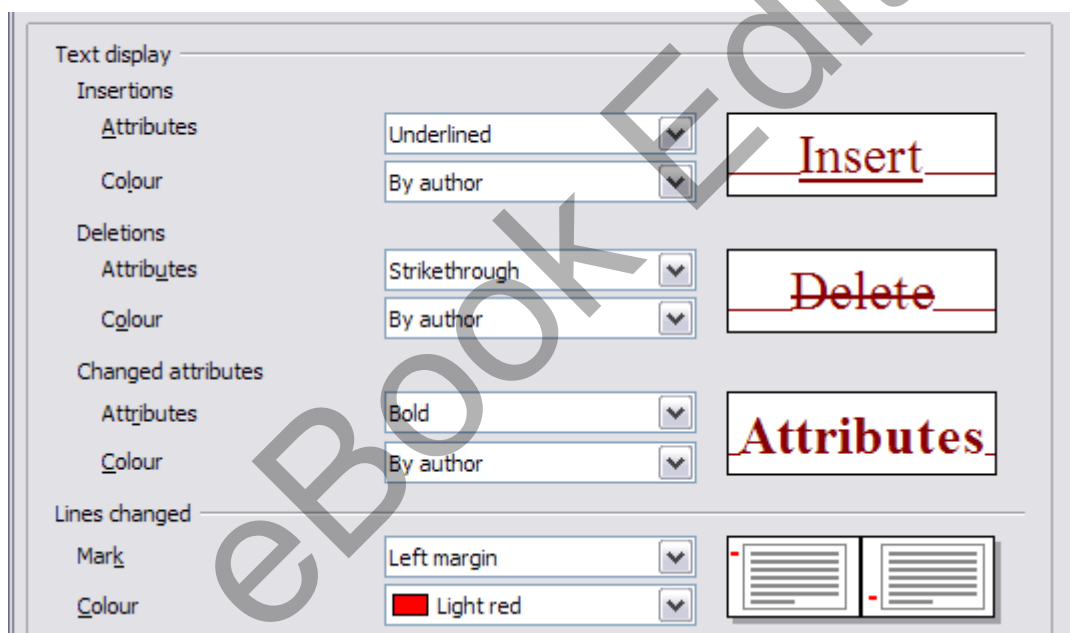 Text display
Insertions
Attributes Underlined Insert
Colour By author
Deletions
Attributes Strikethrough Delete
Colour By author
Changed attributes
Attributes Bold Attributes
Colour By author
Lines changed
Mark Left margin
Colour Light red
eBook Edit